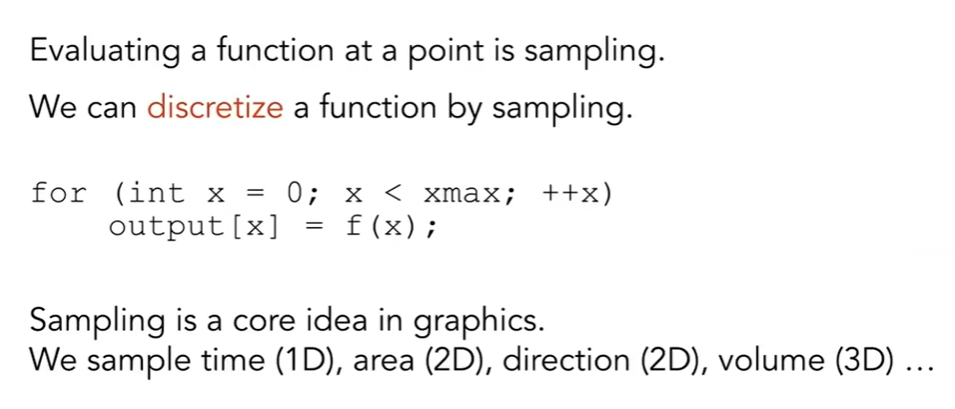 Evaluating a function at a point is sampling.
We can discretize a function by sampling.
for (int x = 0; x < xmax; ++x)
output[x] = f(x);
Sampling is a core idea in graphics.
We sample time (1D), area (2D), direction (2D), volume (3D) …